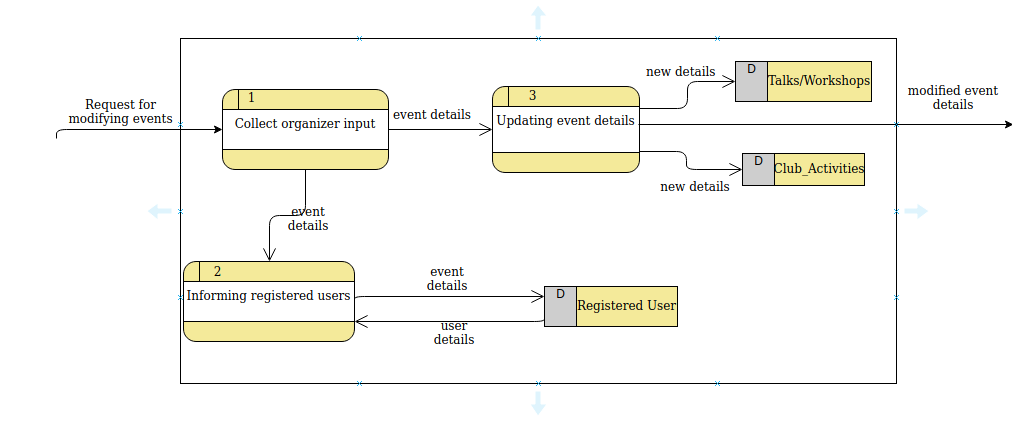 Request for
modifying events
1
Collect organizer input
event details
3
Updating event details
new details
D
Talks/Workshops
modified event
details
D
Club_Activities
new details
event
details
2
Informing registered users
event
details
D
Registered User
user
details